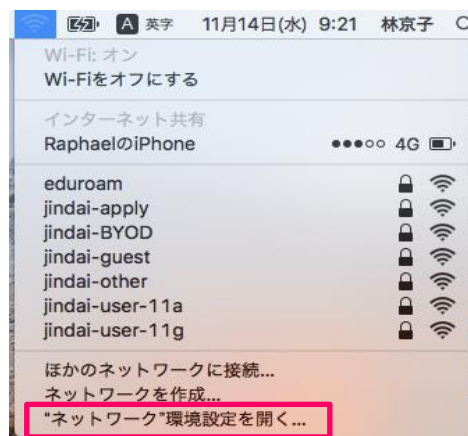 A 英字 11月14日(水) 9:21 林京子
Wi-Fi: オン
Wi-Fiをオフにする
インターネット共有
RaphaelのiPhone 4G
eduroam
jindai-apply
jindai-BYOD
jindai-guest
jindai-other
jindai-user-11a
jindai-user-11g
ほかのネットワークに接続...
ネットワークを作成...
"ネットワーク"環境設定を開く...